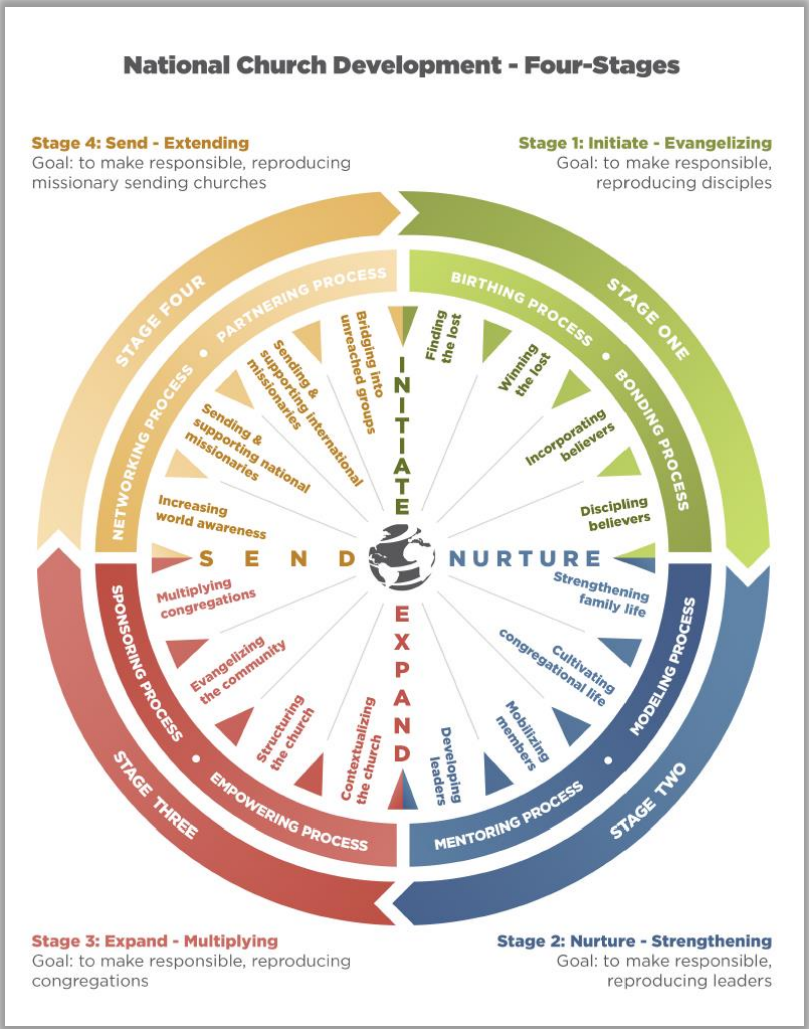 National Church Development - Four-Stages
Stage 4: Send - Extending
Goal: to make responsible, reproducing
missionary sending churches
Stage 1: Initiate - Evangelizing
Goal: to make responsible,
reproducing disciples
STAGE ONE
BIRTHING PROCESS
BONDING PROCESS
Finding
the lost
Winning
the lost
Incorporating
believers
Discipling
believers
INITIATE
NURTURE
STAGE TWO
MODELING PROCESS
MENTORING PROCESS
Strengthening
family life
Cultivating
congregational life
Mobilizing
members
Developing
leaders
EXPAND
STAGE THREE
EMPOWERING PROCESS
SPONSORING PROCESS
Contextualizing
the church
Structuring
the church
Evangelizing
the community
Multiplying
congregations
SEND
STAGE FOUR
NETWORKING PROCESS
PARTNERING PROCESS
Increasing
world awareness
Sending &
supporting national
missionaries
Sending &
supporting international
missionaries
Bridging into
unreached groups
Stage 3: Expand - Multiplying
Goal: to make responsible, reproducing
congregations
Stage 2: Nurture - Strengthening
Goal: to make responsible,
reproducing leaders